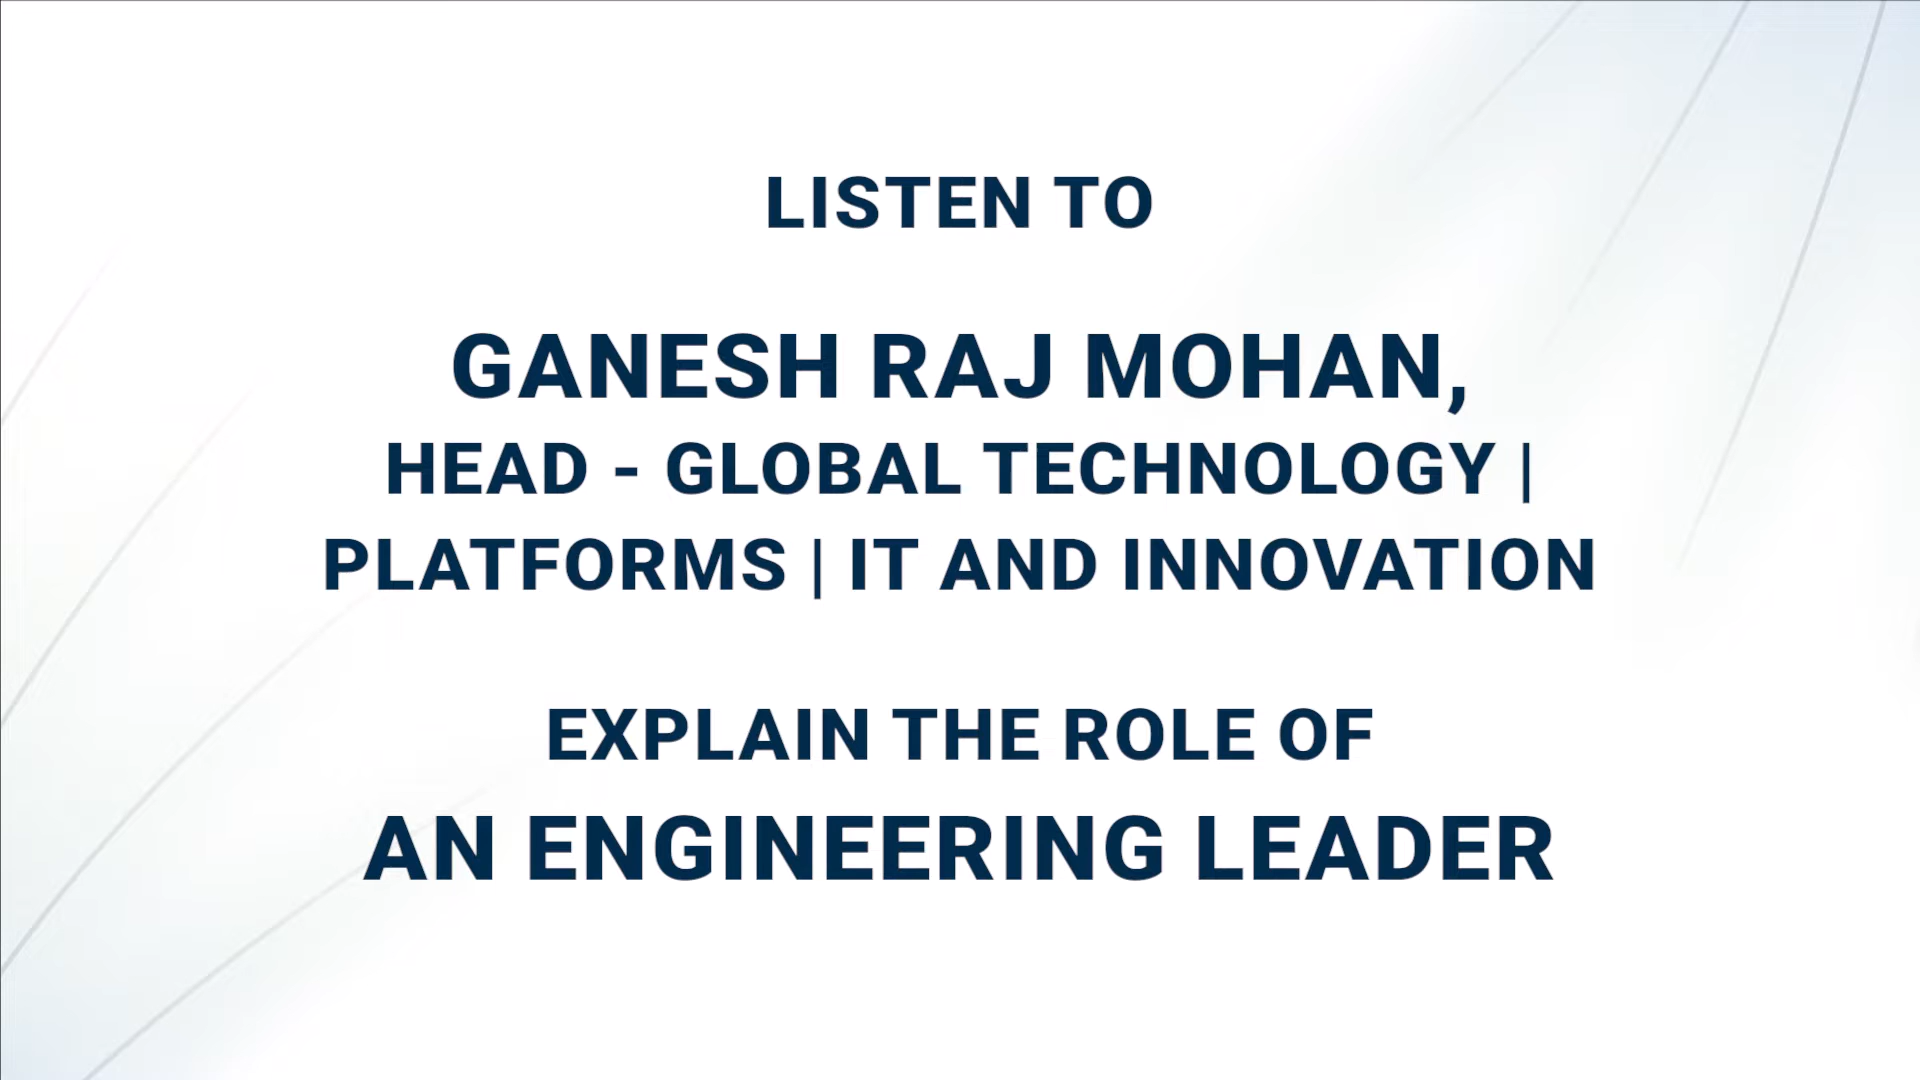 LISTEN TO
GANESH RAJ MOHAN,
HEAD - GLOBAL TECHNOLOGY |
PLATFORMS | IT AND INNOVATION
EXPLAIN THE ROLE OF
AN ENGINEERING LEADER